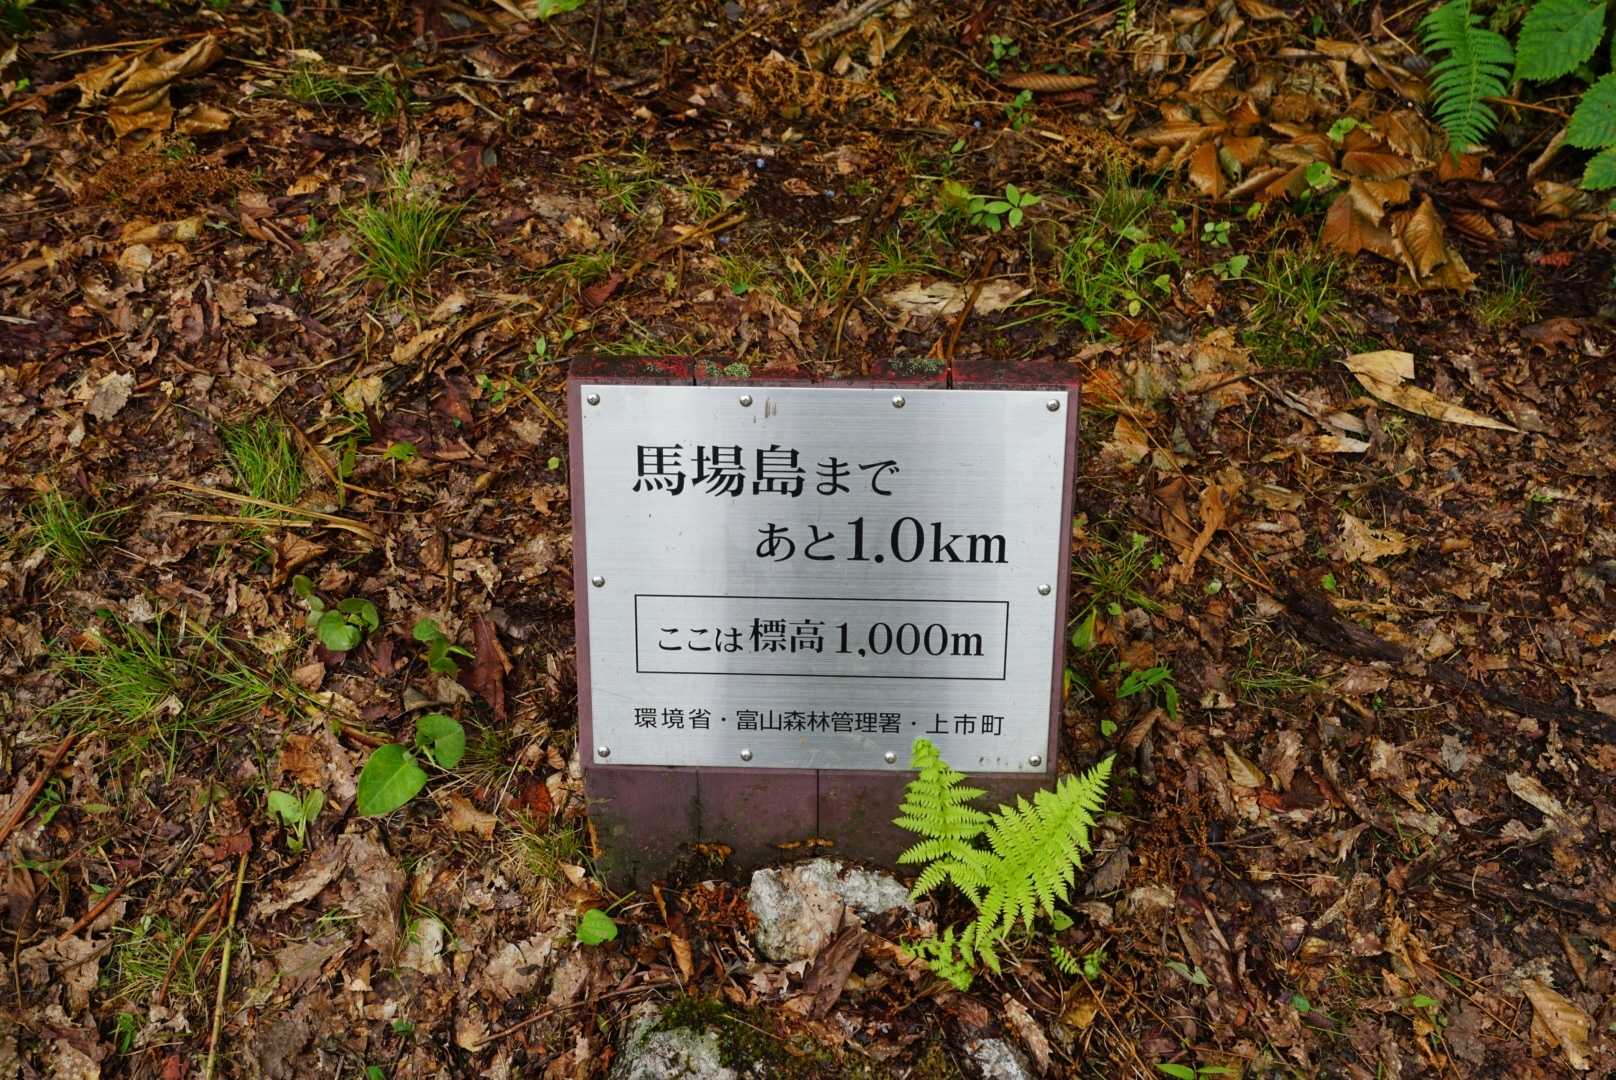 馬場島まで
あと1.0km
ここは標高1,000m
環境省・富山森林管理署・上市町